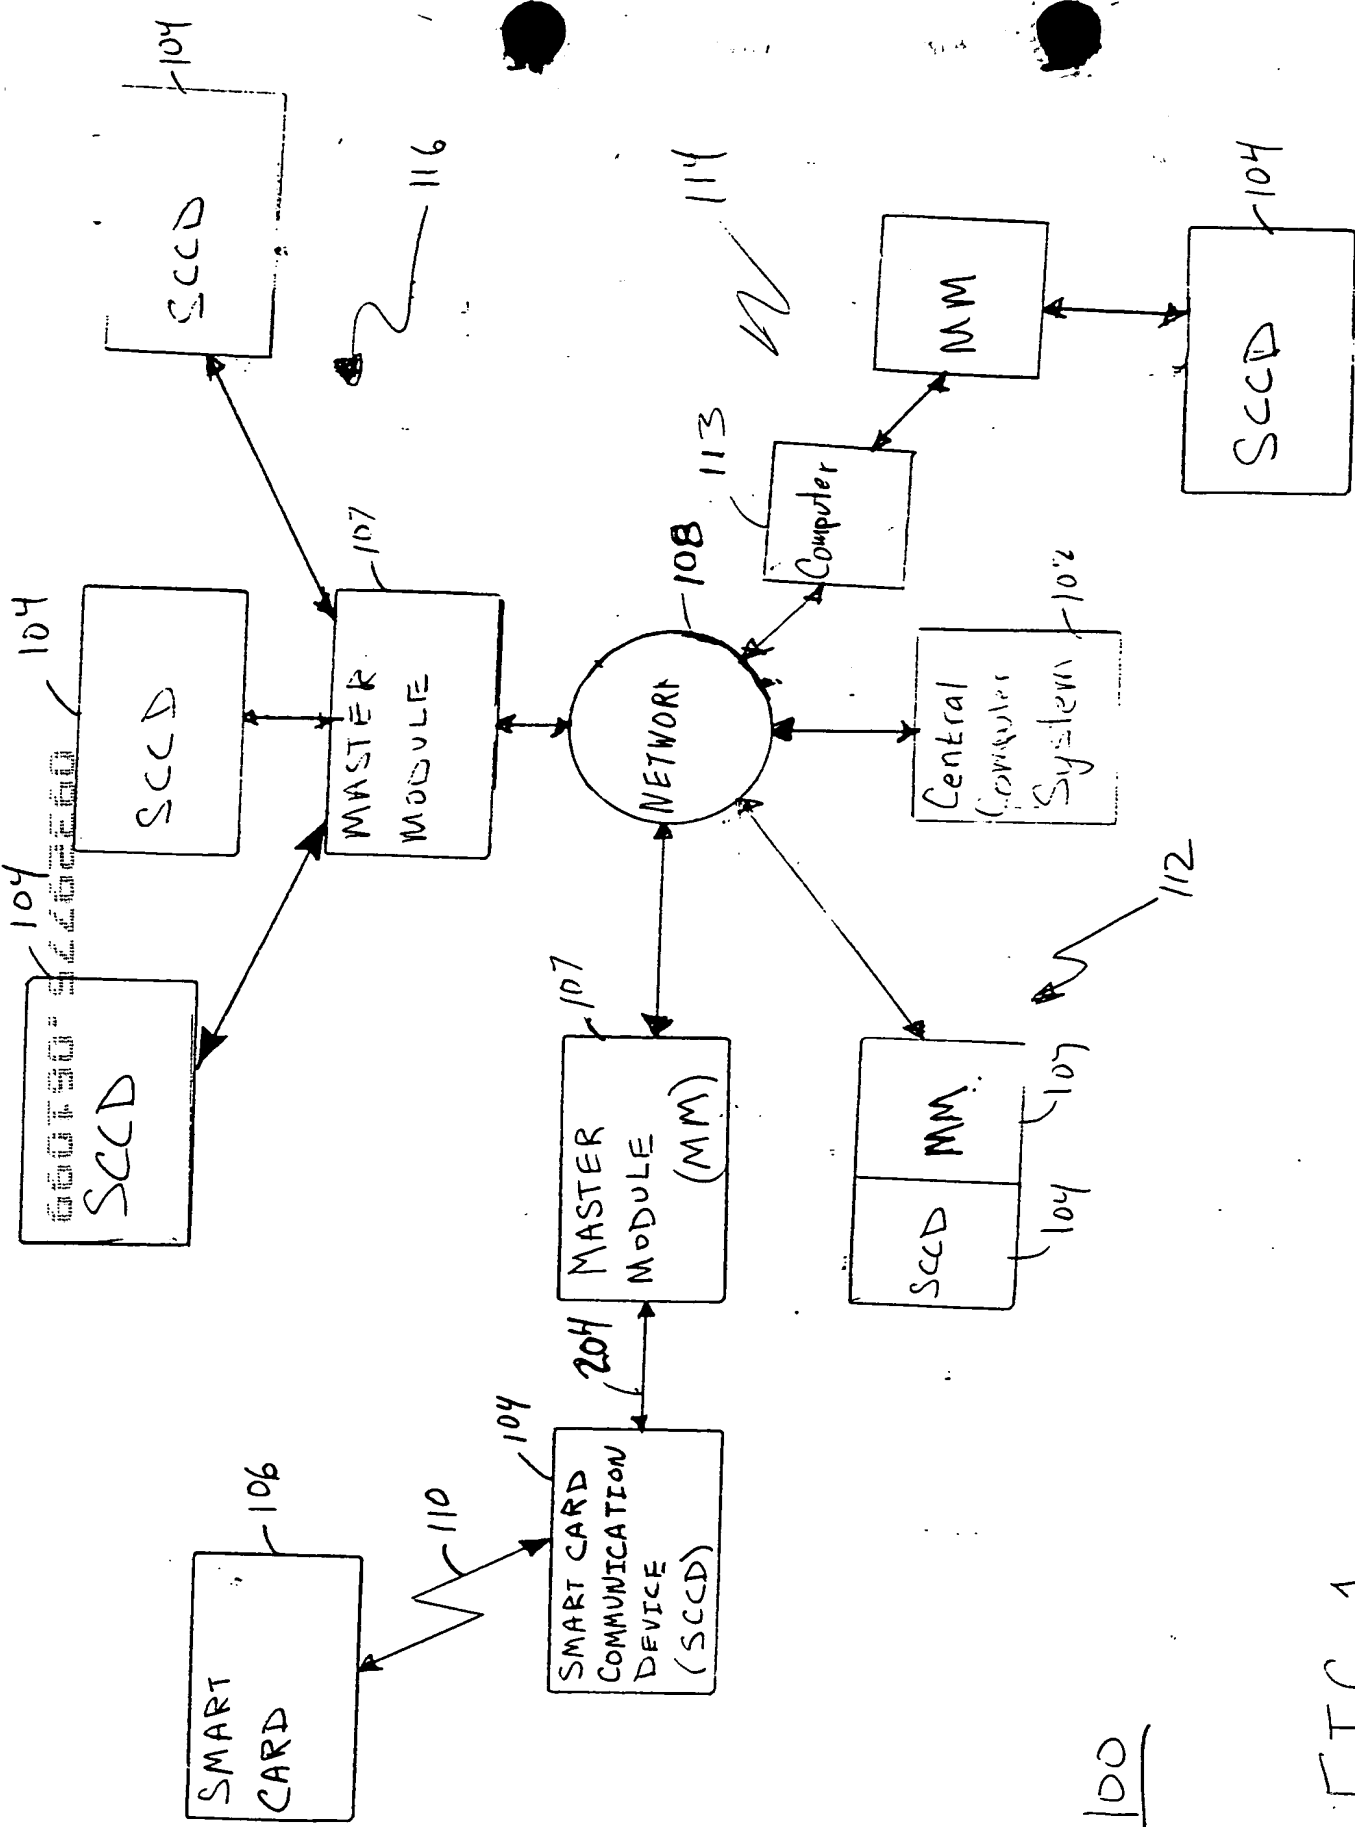 SMART
CARD
106
110
SMART CARD
COMMUNICATION
DEVICE
(SCCD)
104
204
MASTER
MODULE
(MM)
107
SCCD
104
SCCD
104
SCCD
104
MASTER
MODULE
107
116
NETWORK
108
SCCD
MM
104
107
112
Central
Computer
System
102
Computer
113
114
MM
SCCD
104
100